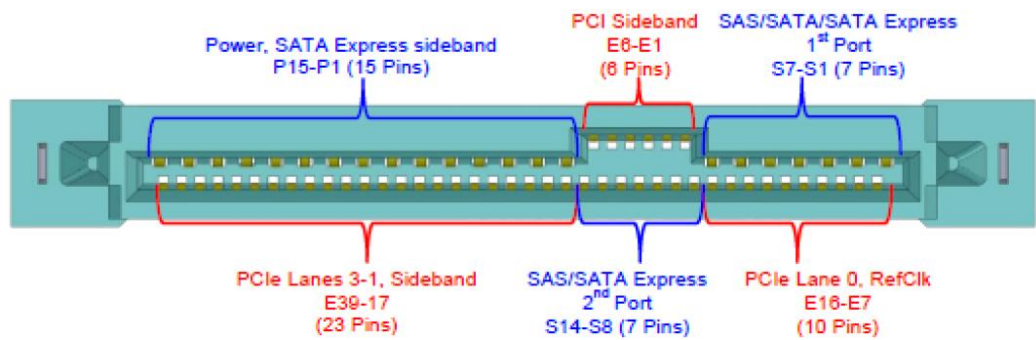 Power, SATA Express sideband
P15-P1 (15 Pins)
PCI Sideband
E6-E1
(6 Pins)
SAS/SATA/SATA Express
1st Port
S7-S1 (7 Pins)
PCIe Lanes 3-1, Sideband
E39-17
(23 Pins)
SAS/SATA Express
2nd Port
S14-S8 (7 Pins)
PCIe Lane 0, RefClk
E16-E7
(10 Pins)